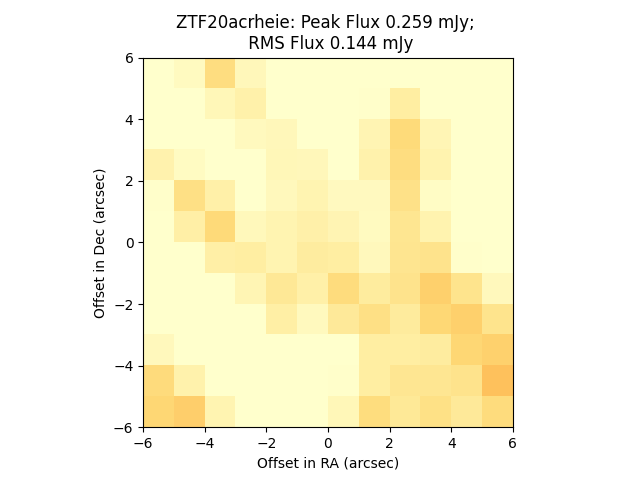 ZTF20acrheie: Peak Flux 0.259 mJy;
RMS Flux 0.144 mJy
6
4
2
0
−2
−4
−6
Offset in Dec (arcsec)
−6 −4 −2 0 2 4 6
Offset in RA (arcsec)